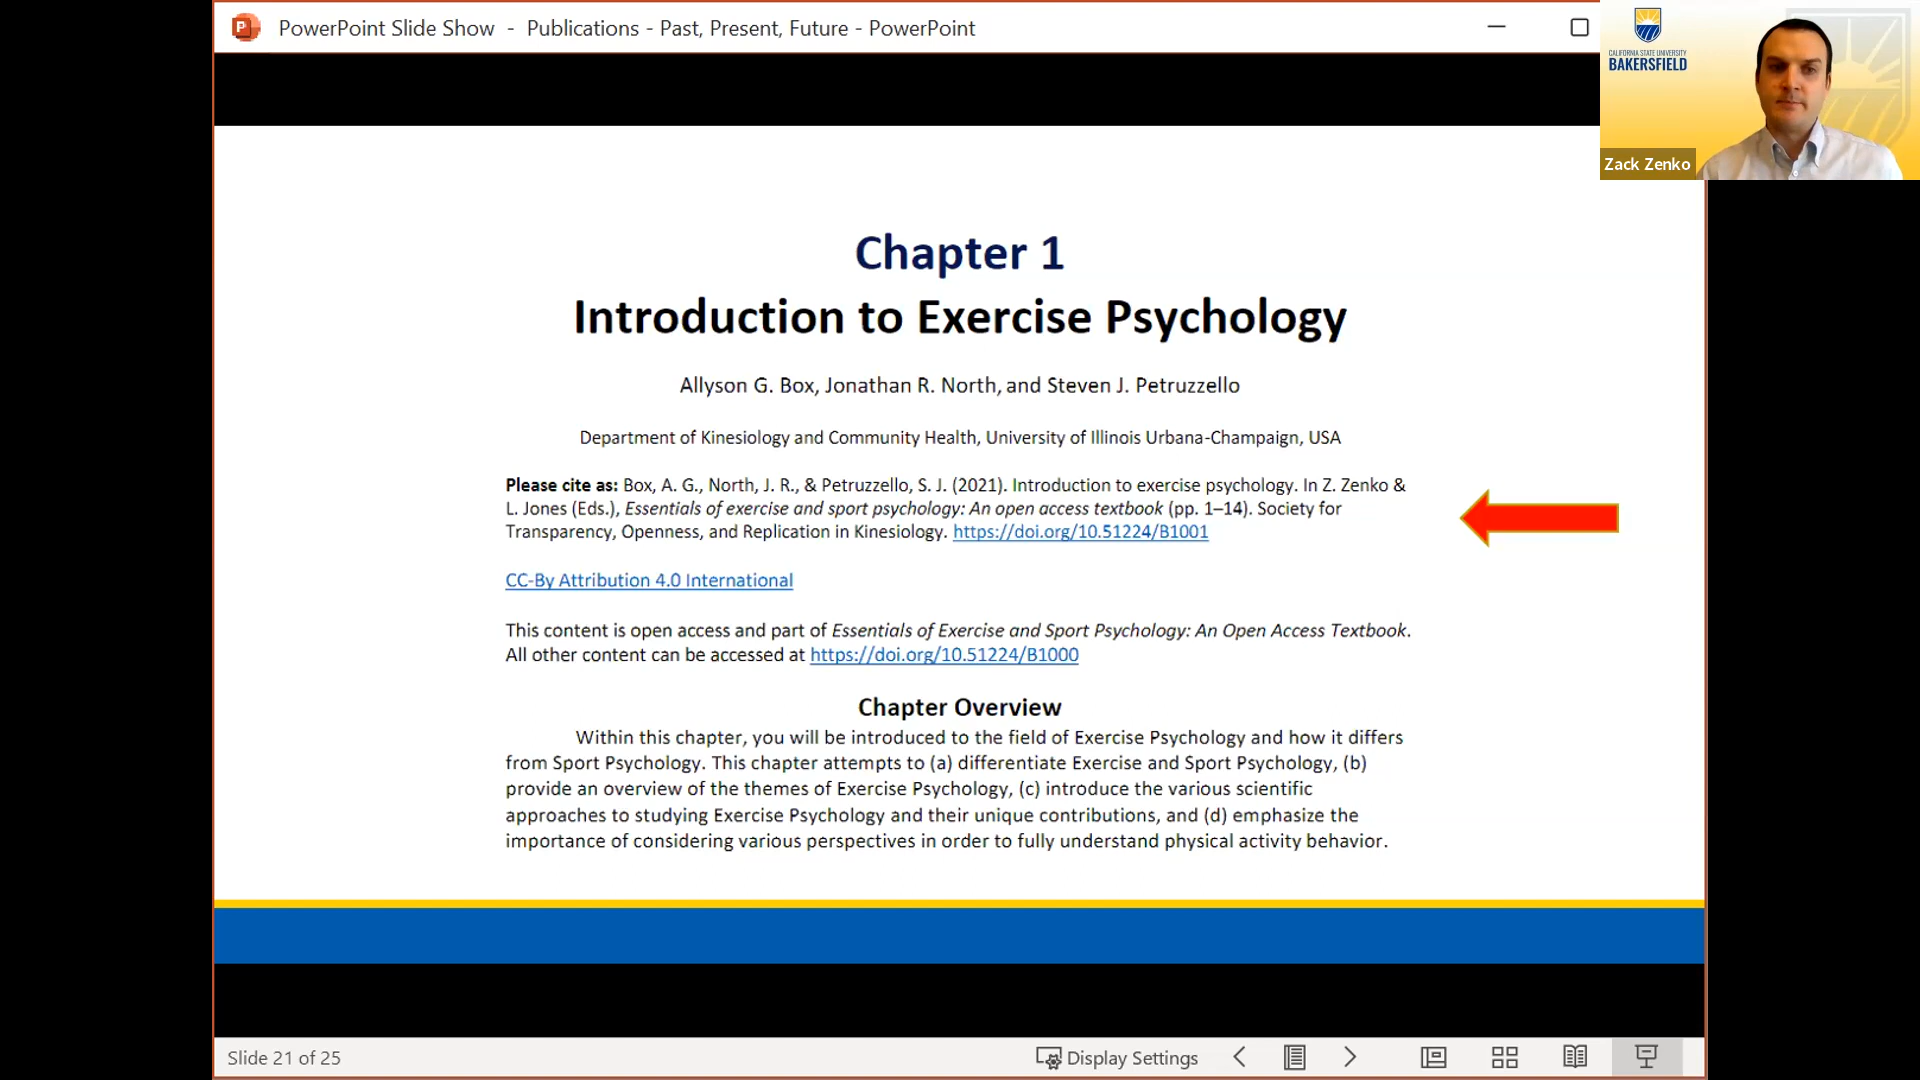 PowerPoint Slide Show - Publications - Past, Present, Future - PowerPoint
CALIFORNIA STATE UNIVERSITY
BAKERSFIELD
Zack Zenko
Chapter 1
Introduction to Exercise Psychology
Allyson G. Box, Jonathan R. North, and Steven J. Petruzzello
Department of Kinesiology and Community Health, University of Illinois Urbana-Champaign, USA
Please cite as: Box, A. G., North, J. R., & Petruzzello, S. J. (2021). Introduction to exercise psychology. In Z. Zenko &
L. Jones (Eds.), Essentials of exercise and sport psychology: An open access textbook (pp. 1–14). Society for
Transparency, Openness, and Replication in Kinesiology. https://doi.org/10.51224/B1001
CC-By Attribution 4.0 International
This content is open access and part of Essentials of Exercise and Sport Psychology: An Open Access Textbook.
All other content can be accessed at https://doi.org/10.51224/B1000
Chapter Overview
Within this chapter, you will be introduced to the field of Exercise Psychology and how it differs
from Sport Psychology. This chapter attempts to (a) differentiate Exercise and Sport Psychology, (b)
provide an overview of the themes of Exercise Psychology, (c) introduce the various scientific
approaches to studying Exercise Psychology and their unique contributions, and (d) emphasize the
importance of considering various perspectives in order to fully understand physical activity behavior.
Slide 21 of 25
Display Settings